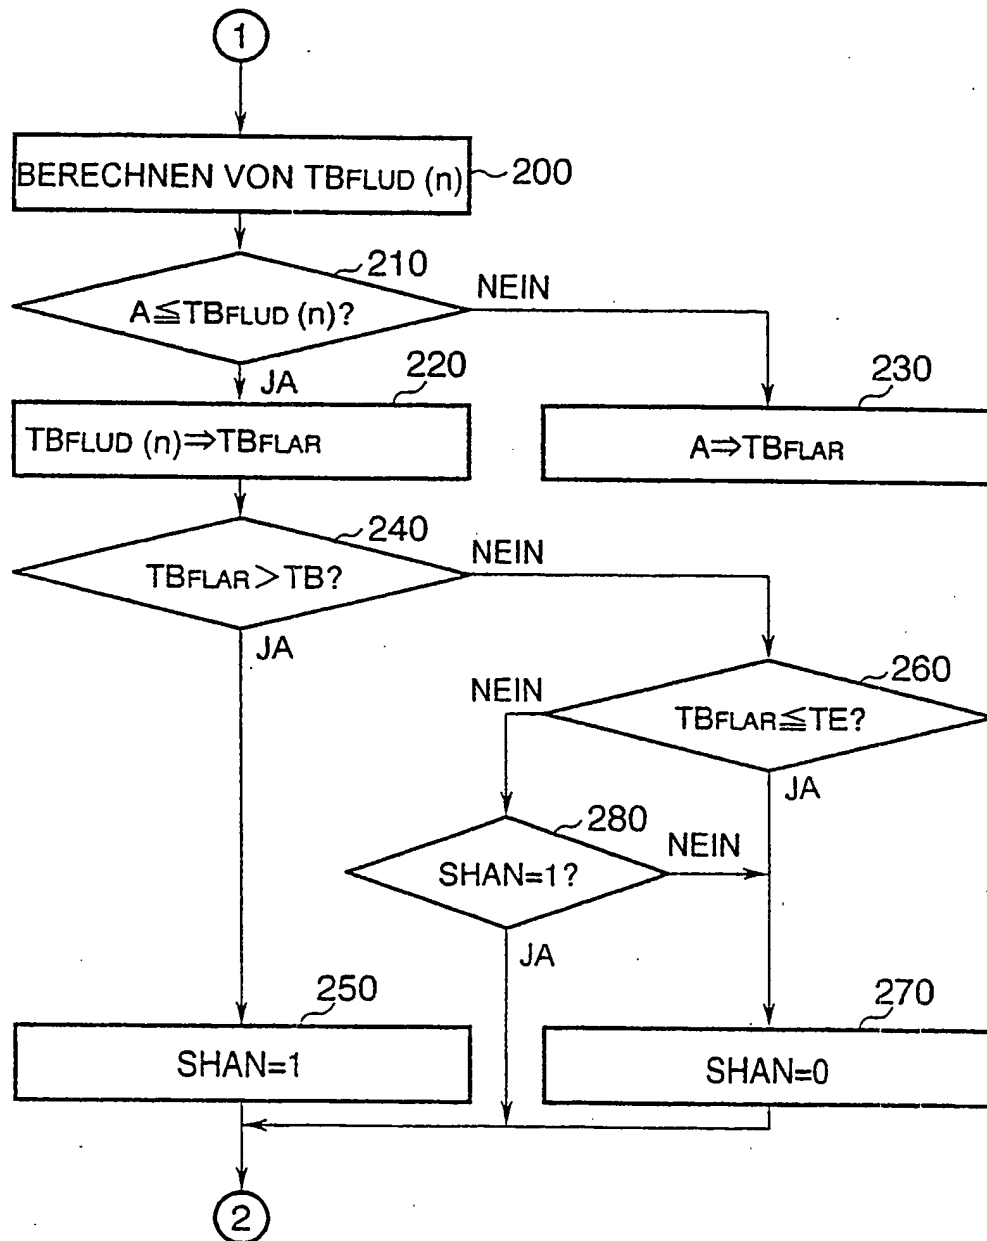 1
BERECHNEN VON TBFLUD (n)
200
210
A≦TBFLUD (n)?
NEIN
JA
220
TBFLUD (n)⇒TBFLAR
230
A⇒TBFLAR
240
TBFLAR>TB?
NEIN
JA
260
TBFLAR≦TE?
NEIN
JA
280
SHAN=1?
NEIN
JA
250
SHAN=1
270
SHAN=0
2